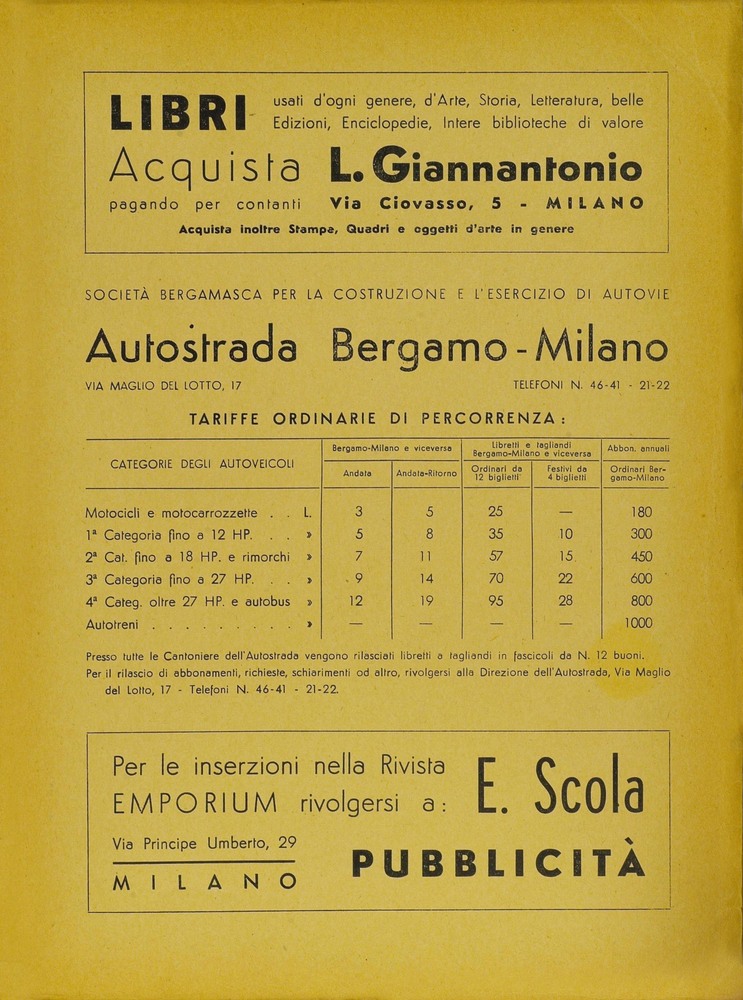 LIBRI usati d'ogni genere, d'Arte, Storia, Letteratura, belle
Edizioni, Enciclopedie, Intere biblioteche di valore
Acquista L. Giannantonio
pagando per contanti Via Ciovasso, 5 - MILANO
Acquista inoltre Stampe, Quadri e oggetti d'arte in genere
SOCIETÀ BERGAMASCA PER LA COSTRUZIONE E L'ESERCIZIO DI AUTOVIE
Autostrada Bergamo-Milano
VIA MAGLIO DEL LOTTO, 17 TELEFONI N. 46-41 - 21-22
TARIFFE ORDINARIE DI PERCORRENZA:
CATEGORIE DEGLI AUTOVEICOLI
Bergamo-Milano e viceversa
Andata Andata-Ritorno
Libretti e tagliandi
Bergamo-Milano e viceversa
Ordinari da
12 biglietti
Festivi da
4 biglietti
Abbon. annuali
Ordinari Ber-
gamo-Milano
Motocicli e motocarrozzette . . L. 3 5 25 — 180
1ª Categoria fino a 12 HP. . . » 5 8 35 10 300
2ª Cat. fino a 18 HP. e rimorchi » 7 11 57 15 450
3ª Categoria fino a 27 HP. . . » 9 14 70 22 600
4ª Categ. oltre 27 HP. e autobus » 12 19 95 28 800
Autotreni . . . . . . . . . » — — — — 1000
Presso tutte le Cantoniere dell'Autostrada vengono rilasciati libretti a tagliandi in fascicoli da N. 12 buoni.
Per il rilascio di abbonamenti, richieste, schiarimenti od altro, rivolgersi alla Direzione dell'Autostrada, Via Maglio
del Lotto, 17 - Telefoni N. 46-41 - 21-22.
Per le inserzioni nella Rivista
EMPORIUM rivolgersi a: E. Scola
Via Principe Umberto, 29
MILANO
PUBBLICITÀ